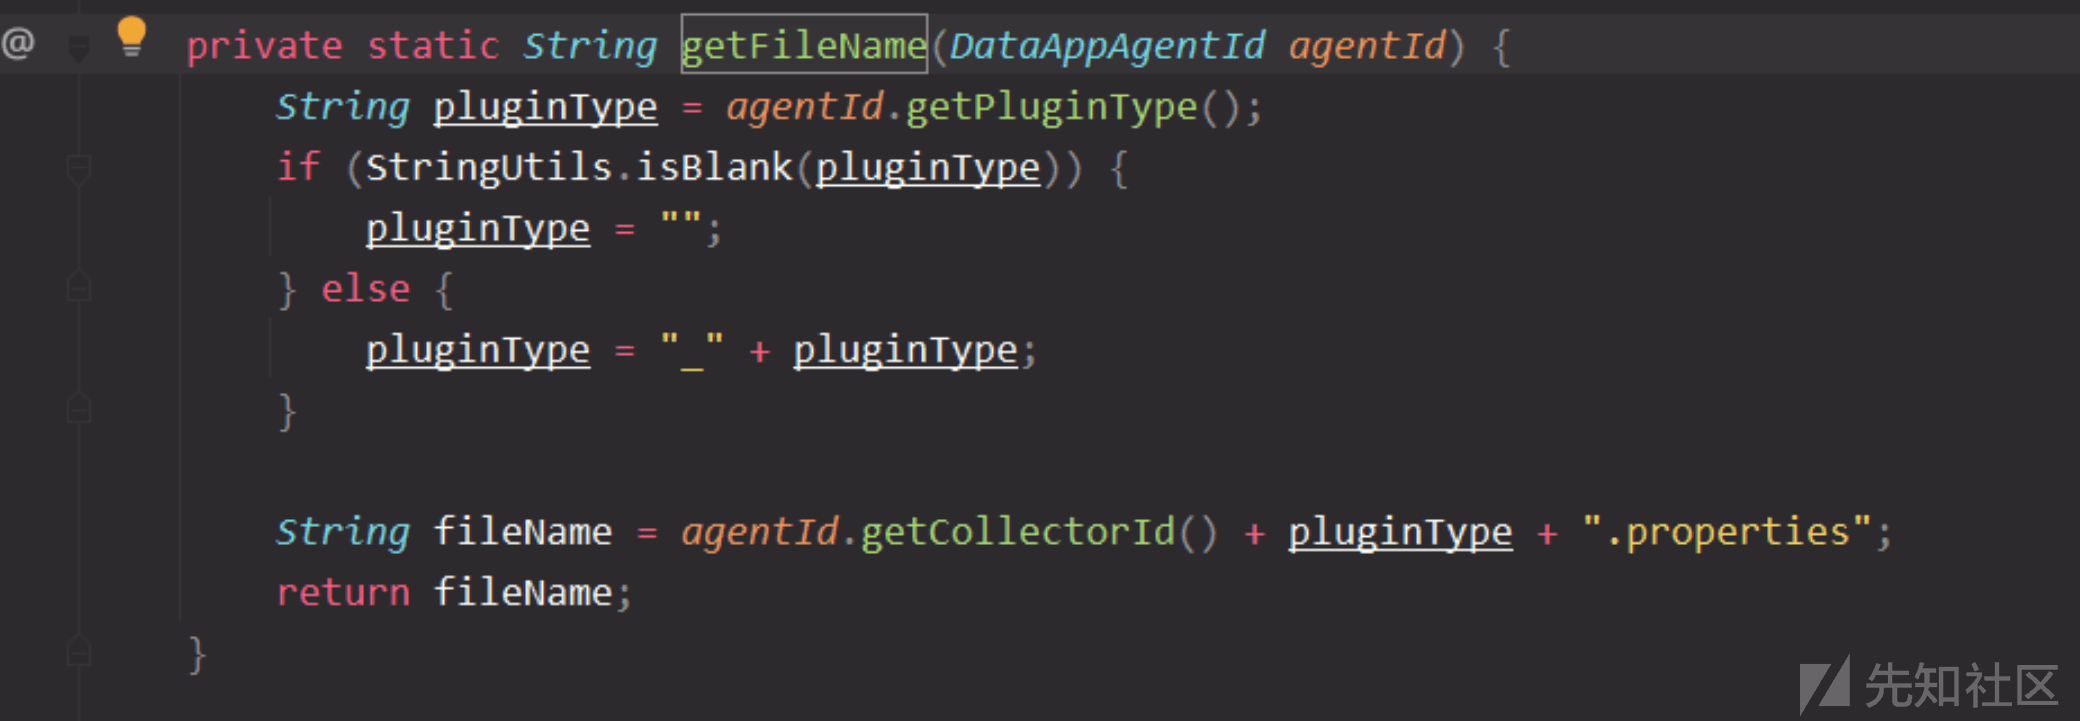 @ private static String getFileName(DataAppAgentId agentId) {
String pluginType = agentId.getPluginType();
if (StringUtils.isBlank(pluginType)) {
pluginType = "";
} else {
pluginType = "_" + pluginType;
}
String fileName = agentId.getCollectorId() + pluginType + ".properties";
return fileName;
}
先知社区